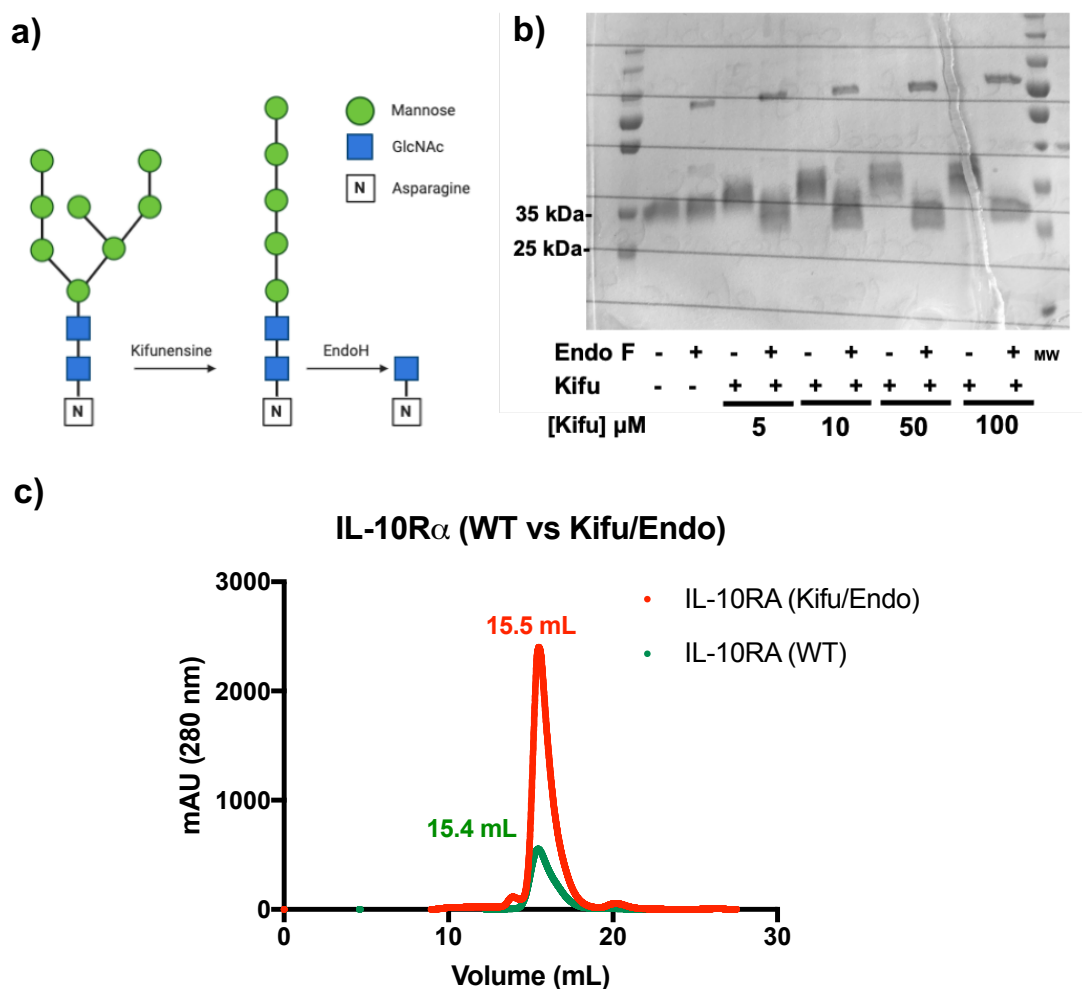 a)
Mannose
GlcNAc
N Asparagine
Kifunensine
EndoH
N
N
N
b)
35 kDa-
25 kDa-
Endo F - + - + - + - + - + MW
Kifu - - + + + + + + + +
[Kifu] µM 5 10 50 100
c)
IL-10Rα (WT vs Kifu/Endo)
3000
2000
1000
0
mAU (280 nm)
15.5 mL
15.4 mL
IL-10RA (Kifu/Endo)
IL-10RA (WT)
0 10 20 30
Volume (mL)